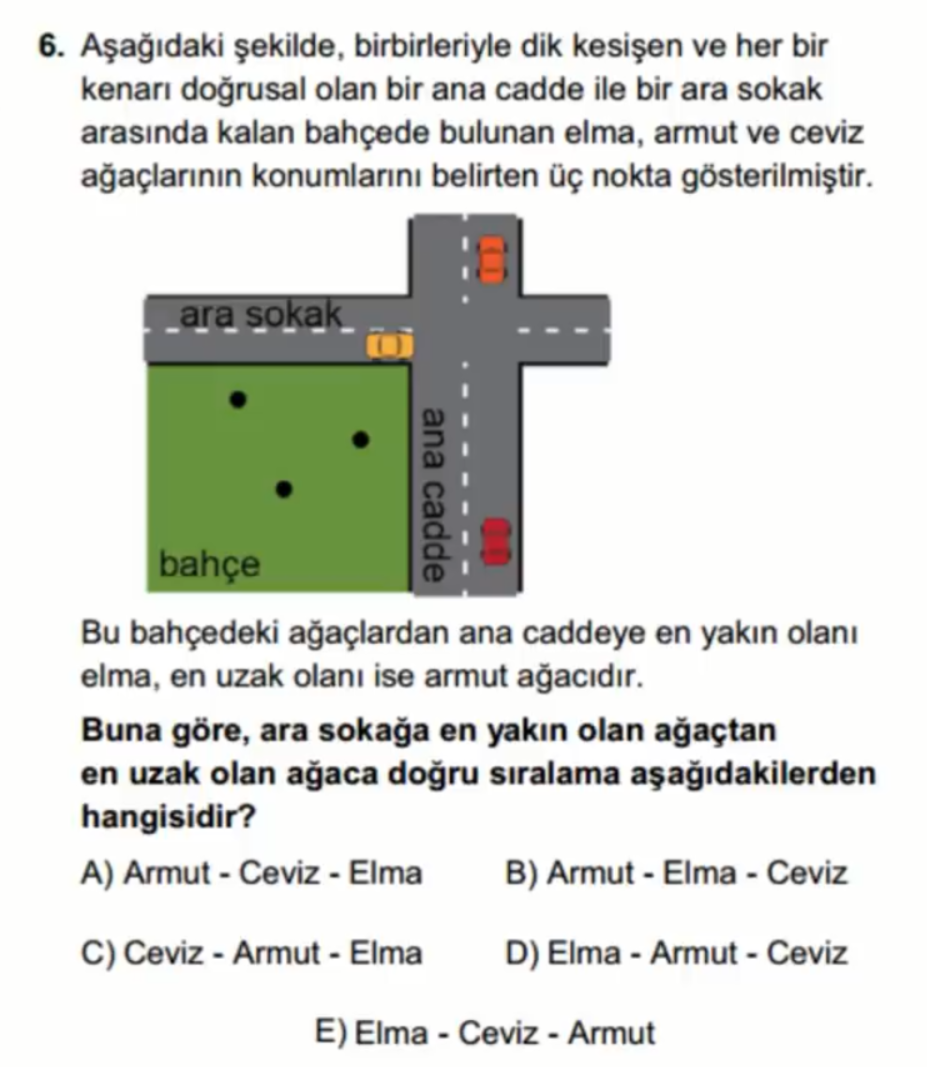 6. Aşağıdaki şekilde, birbirleriyle dik kesişen ve her bir
kenarı doğrusal olan bir ana cadde ile bir ara sokak
arasında kalan bahçede bulunan elma, armut ve ceviz
ağaçlarının konumlarını belirten üç nokta gösterilmiştir.
ara sokak
ana cadde
bahçe
Bu bahçedeki ağaçlardan ana caddeye en yakın olanı
elma, en uzak olanı ise armut ağacıdır.
Buna göre, ara sokağa en yakın olan ağaçtan
en uzak olan ağaca doğru sıralama aşağıdakilerden
hangisidir?
A) Armut - Ceviz - Elma B) Armut - Elma - Ceviz
C) Ceviz - Armut - Elma D) Elma - Armut - Ceviz
E) Elma - Ceviz - Armut